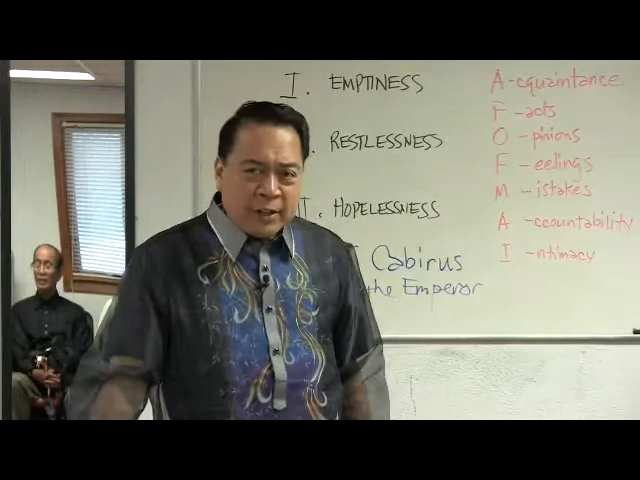 I. EMPTINESS
. RESTLESSNESS
I. HOPELESSNESS
Cabirus
the Emperor
A-cquaintance
F-acts
O-pinions
F-eelings
M-istakes
A-ccountability
I-ntimacy